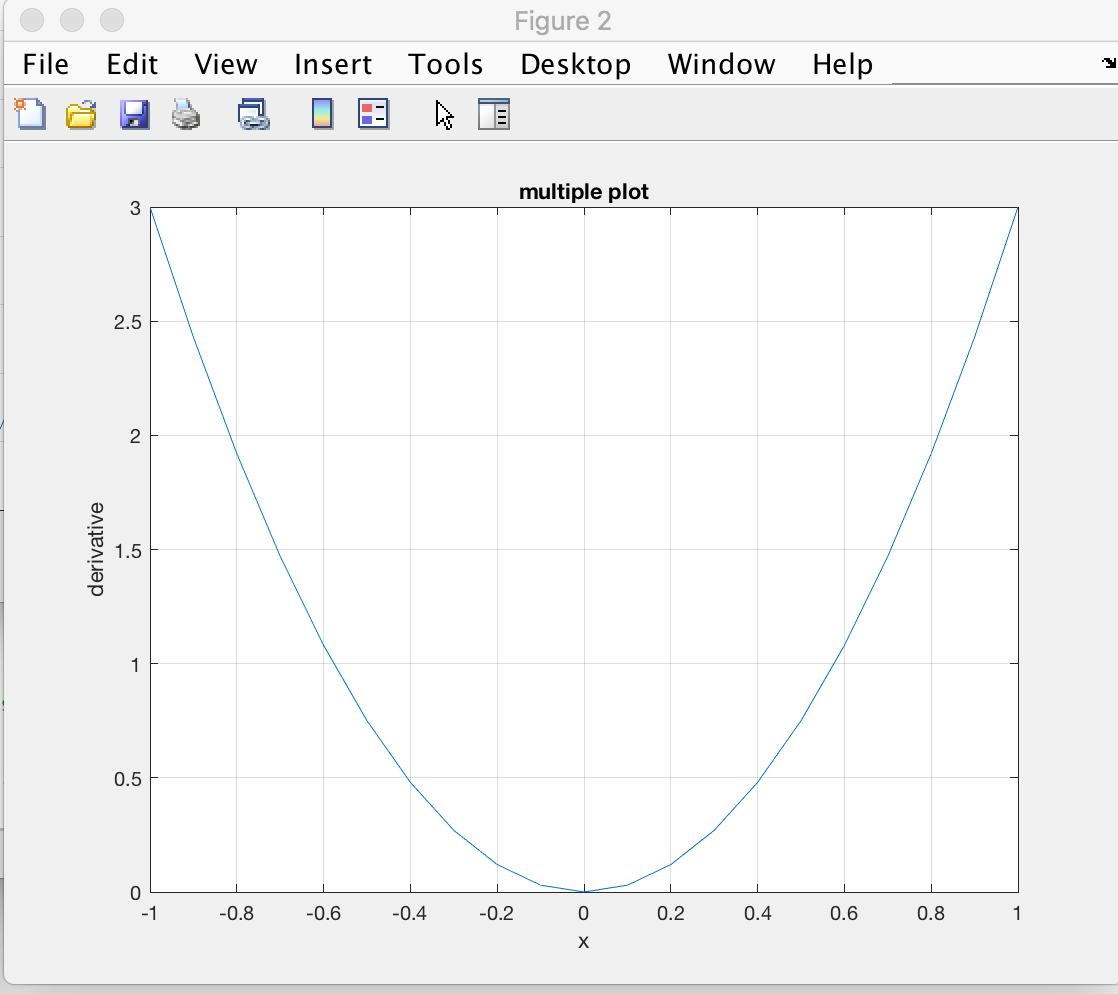 Figure 2
File Edit View Insert Tools Desktop Window Help
multiple plot
3
2.5
2
1.5
1
0.5
0
derivative
-1 -0.8 -0.6 -0.4 -0.2 0 0.2 0.4 0.6 0.8 1
x